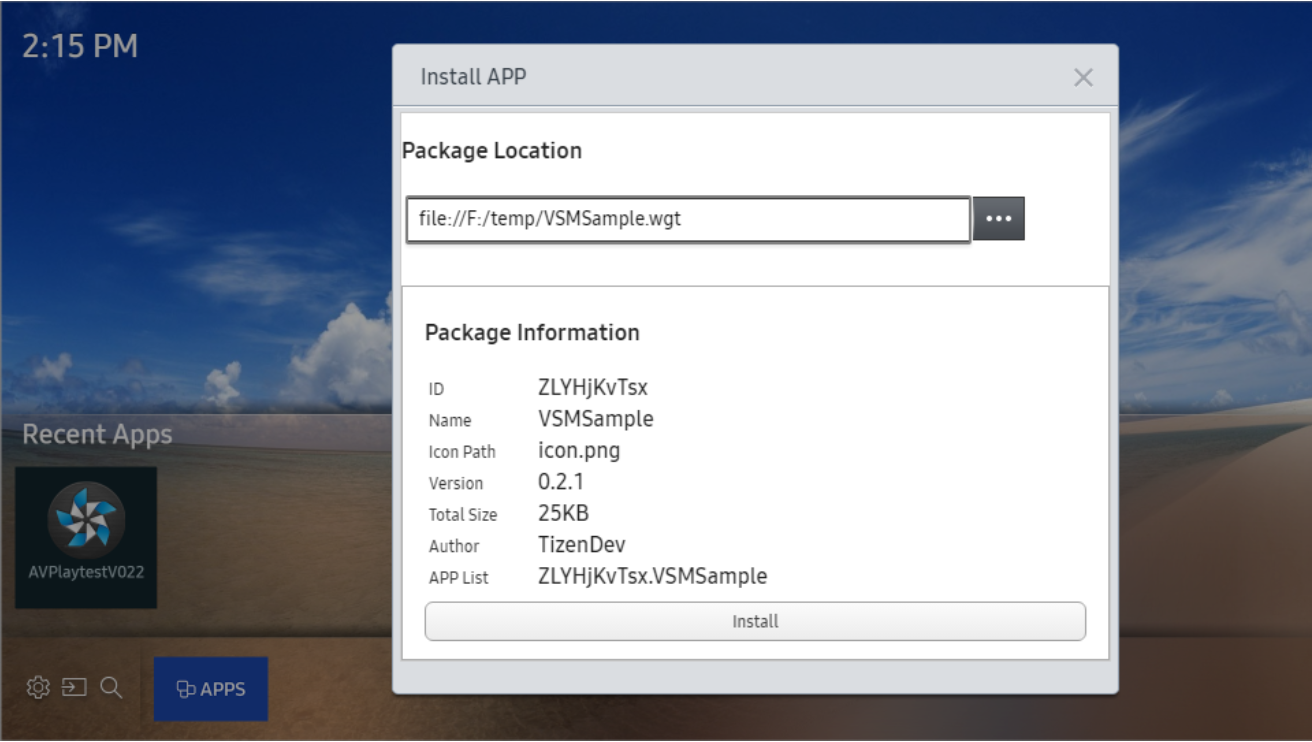 2:15 PM
Install APP
Package Location
file://F:/temp/VSMSample.wgt
Package Information
ID ZLYHjKvTsx
Name VSMSample
Icon Path icon.png
Version 0.2.1
Total Size 25KB
Author TizenDev
APP List ZLYHjKvTsx.VSMSample
Install
Recent Apps
AVPlaytestV022
APPS